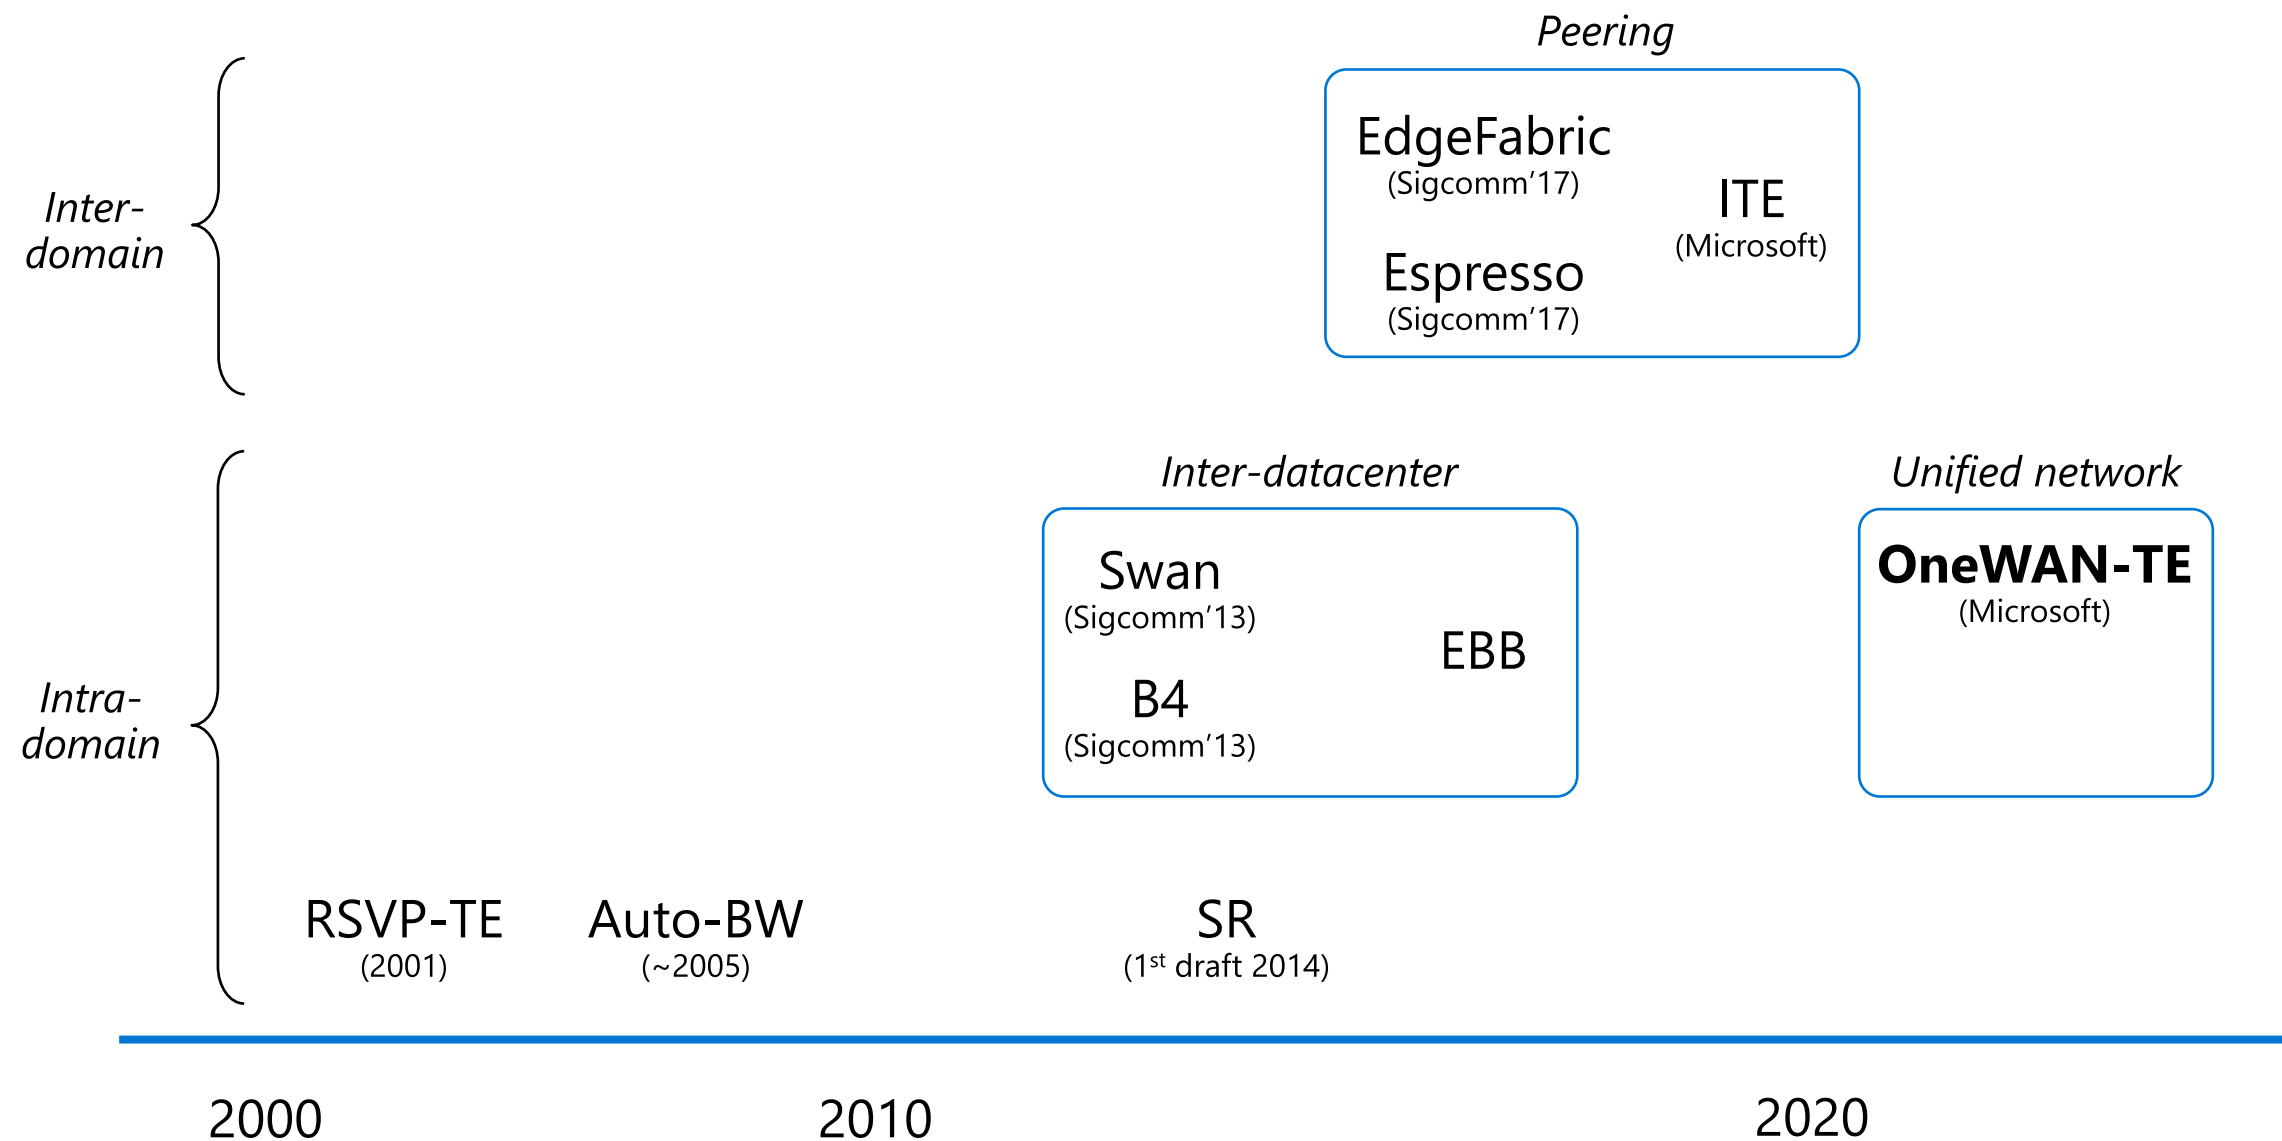 Peering
EdgeFabric
(Sigcomm’17)
ITE
(Microsoft)
Espresso
(Sigcomm’17)
Inter-
domain
Inter-datacenter
Unified network
Swan
(Sigcomm’13)
EBB
B4
(Sigcomm’13)
OneWAN-TE
(Microsoft)
Intra-
domain
RSVP-TE
(2001)
Auto-BW
(~2005)
SR
(1st draft 2014)
2000
2010
2020